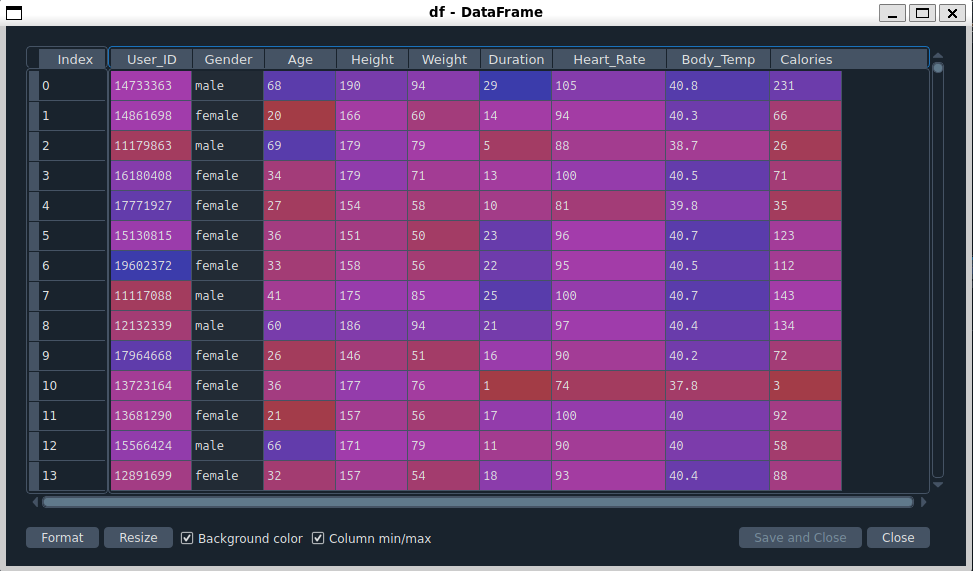 df - DataFrame
Index User_ID Gender Age Height Weight Duration Heart_Rate Body_Temp Calories
0 14733363 male 68 190 94 29 105 40.8 231
1 14861698 female 20 166 60 14 94 40.3 66
2 11179863 male 69 179 79 5 88 38.7 26
3 16180408 female 34 179 71 13 100 40.5 71
4 17771927 female 27 154 58 10 81 39.8 35
5 15130815 female 36 151 50 23 96 40.7 123
6 19602372 female 33 158 56 22 95 40.5 112
7 11117088 male 41 175 85 25 100 40.7 143
8 12132339 male 60 186 94 21 97 40.4 134
9 17964668 female 26 146 51 16 90 40.2 72
10 13723164 female 36 177 76 1 74 37.8 3
11 13681290 female 21 157 56 17 100 40 92
12 15566424 male 66 171 79 11 90 40 58
13 12891699 female 32 157 54 18 93 40.4 88
Format Resize Background color Column min/max Save and Close Close